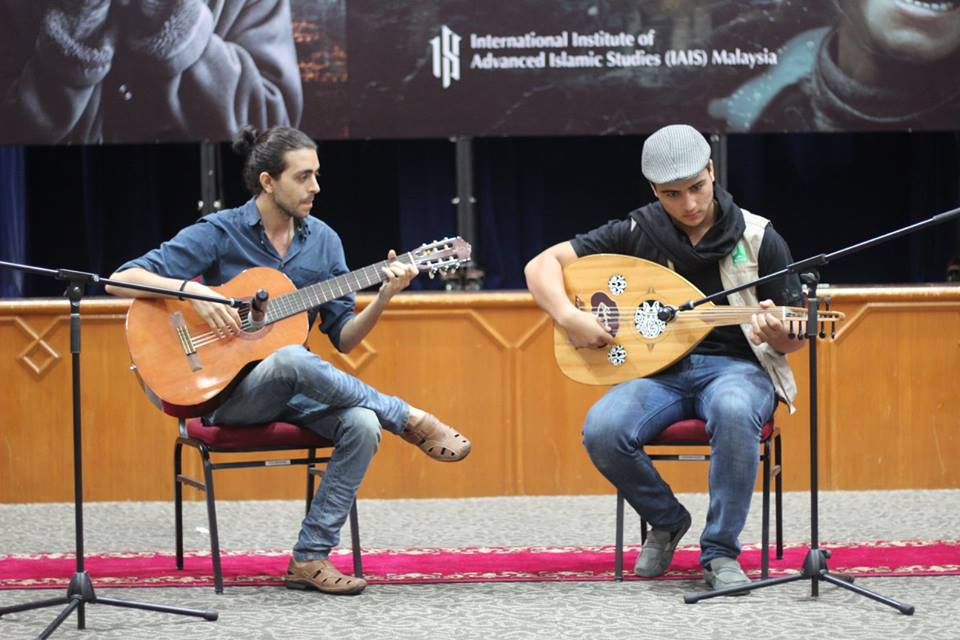 International Institute of
Advanced Islamic Studies (IAIS) Malaysia